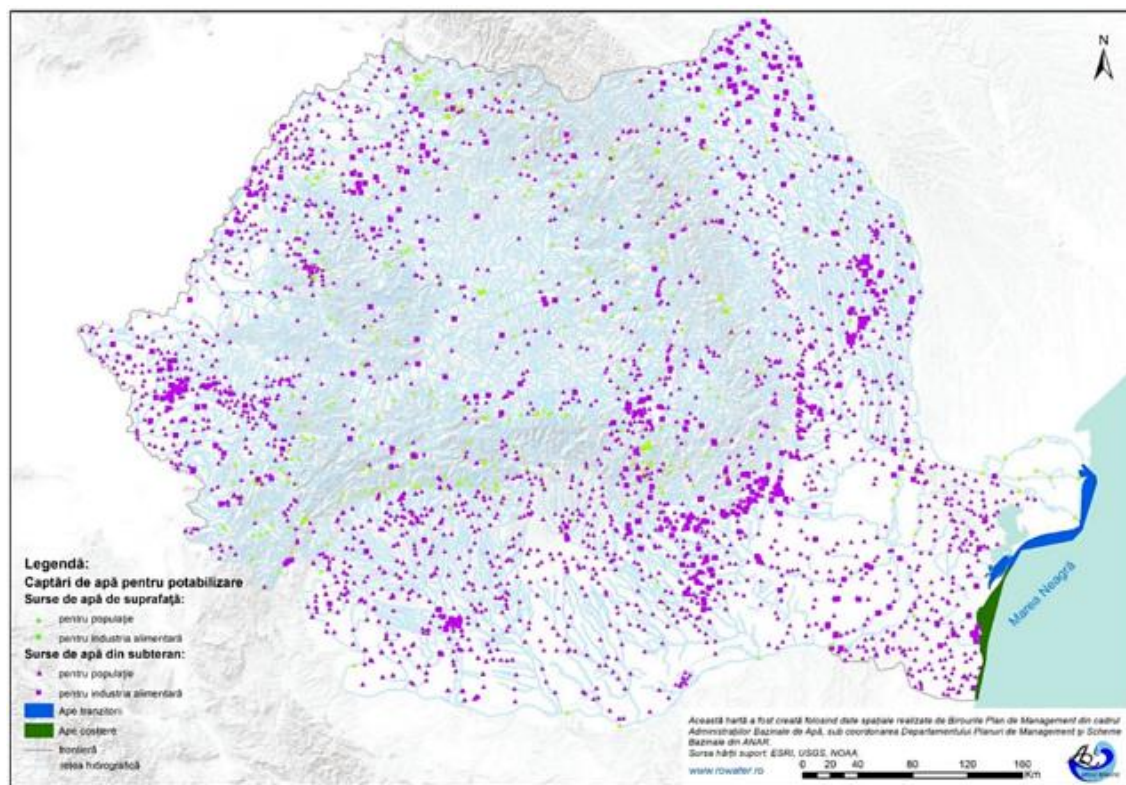 N
Marea Neagră
Legendă:
Captări de apă pentru potabilizare
Surse de apă de suprafață:
pentru populație
pentru industria alimentară
Surse de apă din subteran:
pentru populație
pentru industria alimentară
Ape tranzitorii
Ape costiere
frontieră
rețea hidrografică
Această hartă a fost creată folosind date spațiale realizate de Birourile Plan de Management din cadrul
Administrațiilor Bazinale de Apă, sub coordonarea Departamentului Planuri de Management și Scheme
Bazinale din ANAR.
Sursa hărții suport: ESRI, USGS, NOAA
www.rowater.ro
0 20 40 80 120 160
Km